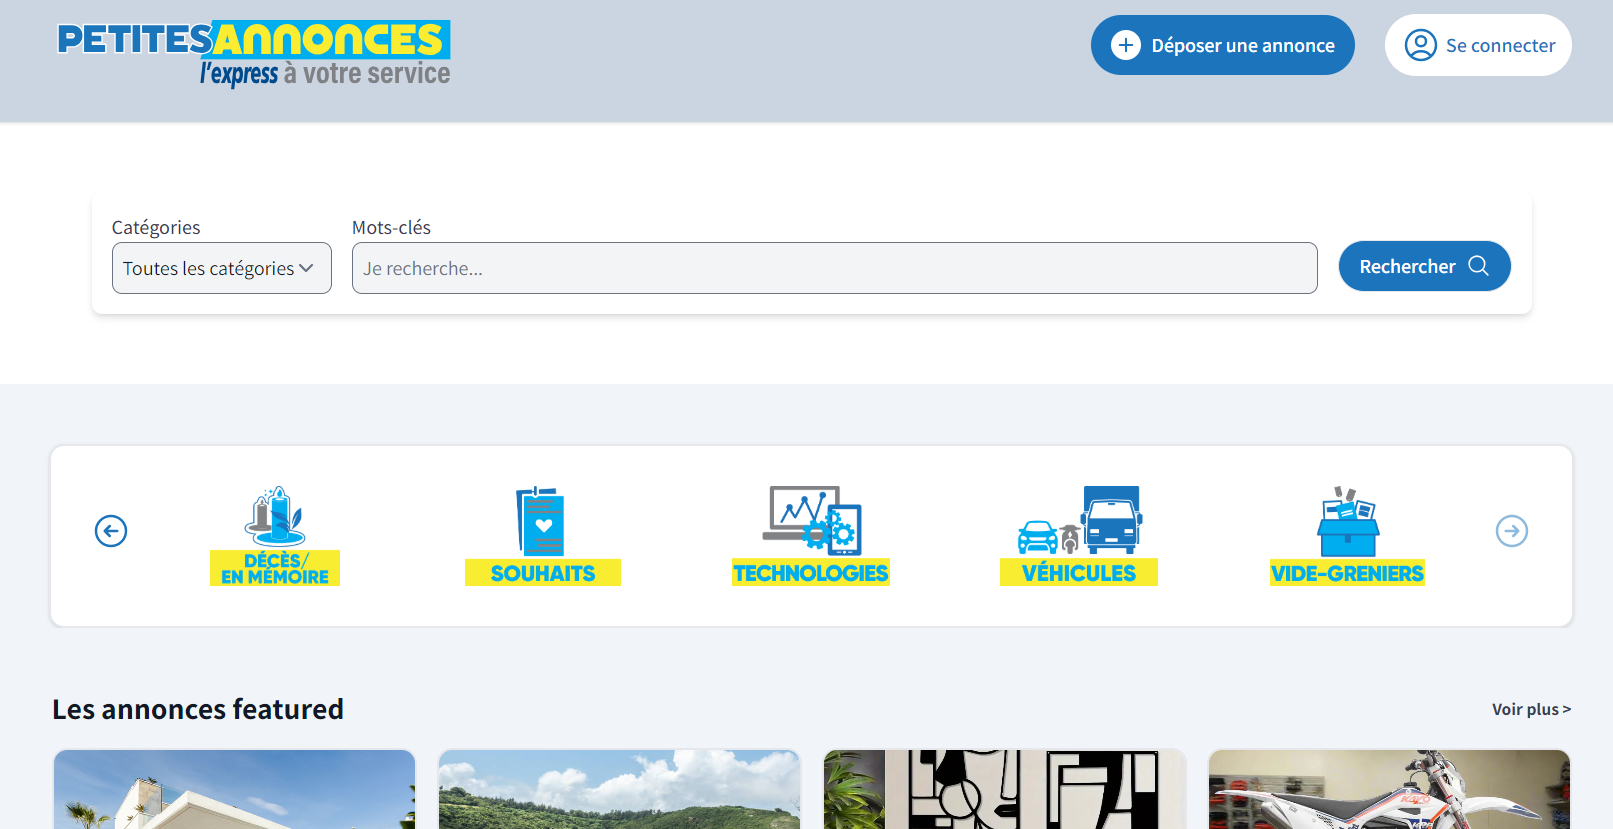 PETITESANNONCES
l'express à votre service
Déposer une annonce
Se connecter
Catégories
Mots-clés
Toutes les catégories
Je recherche...
Rechercher
DÉCÈS/
EN MÉMOIRE
SOUHAITS
TECHNOLOGIES
VÉHICULES
VIDE-GRENIERS
Les annonces featured
Voir plus >